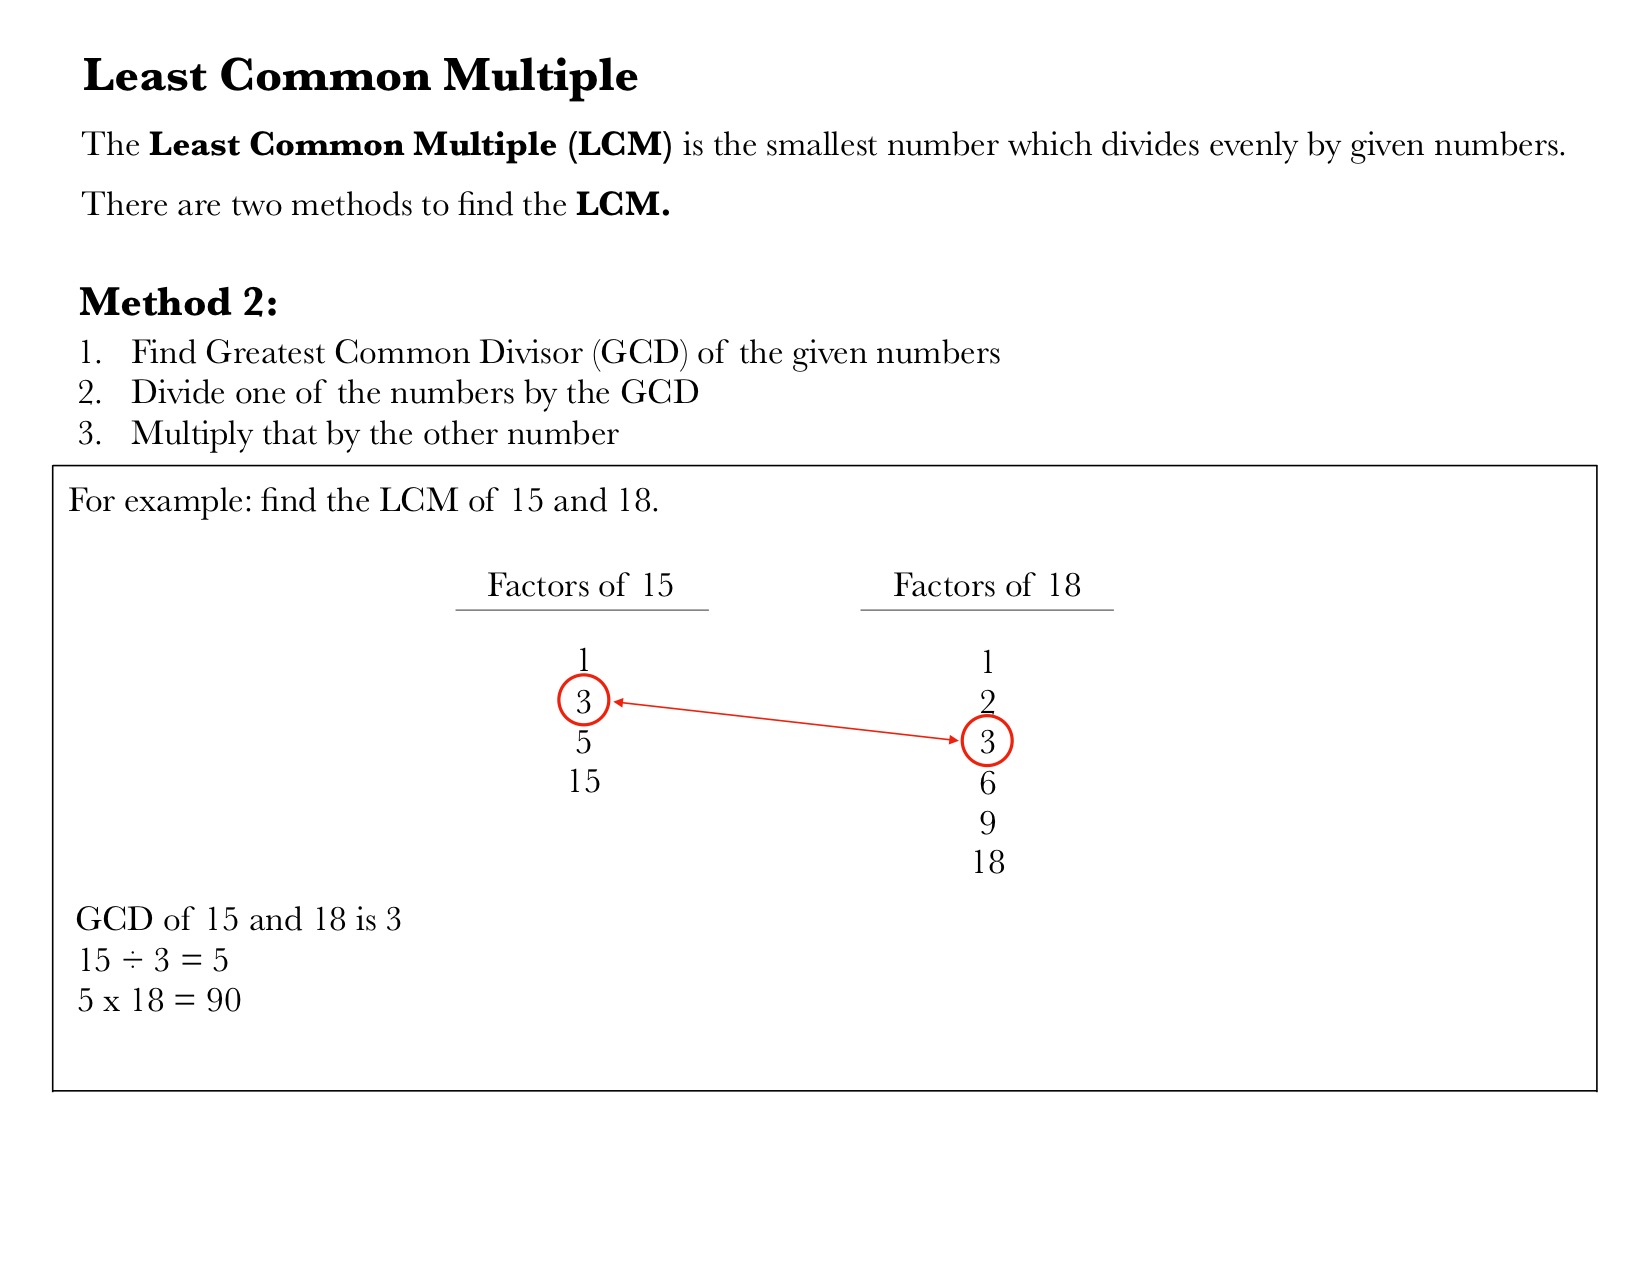 Least Common Multiple
The Least Common Multiple (LCM) is the smallest number which divides evenly by given numbers.
There are two methods to find the LCM.
Method 2:
1. Find Greatest Common Divisor (GCD) of the given numbers
2. Divide one of the numbers by the GCD
3. Multiply that by the other number
For example: find the LCM of 15 and 18.
Factors of 15
1
3
5
15
Factors of 18
1
2
3
6
9
18
GCD of 15 and 18 is 3
15 ÷ 3 = 5
5 x 18 = 90